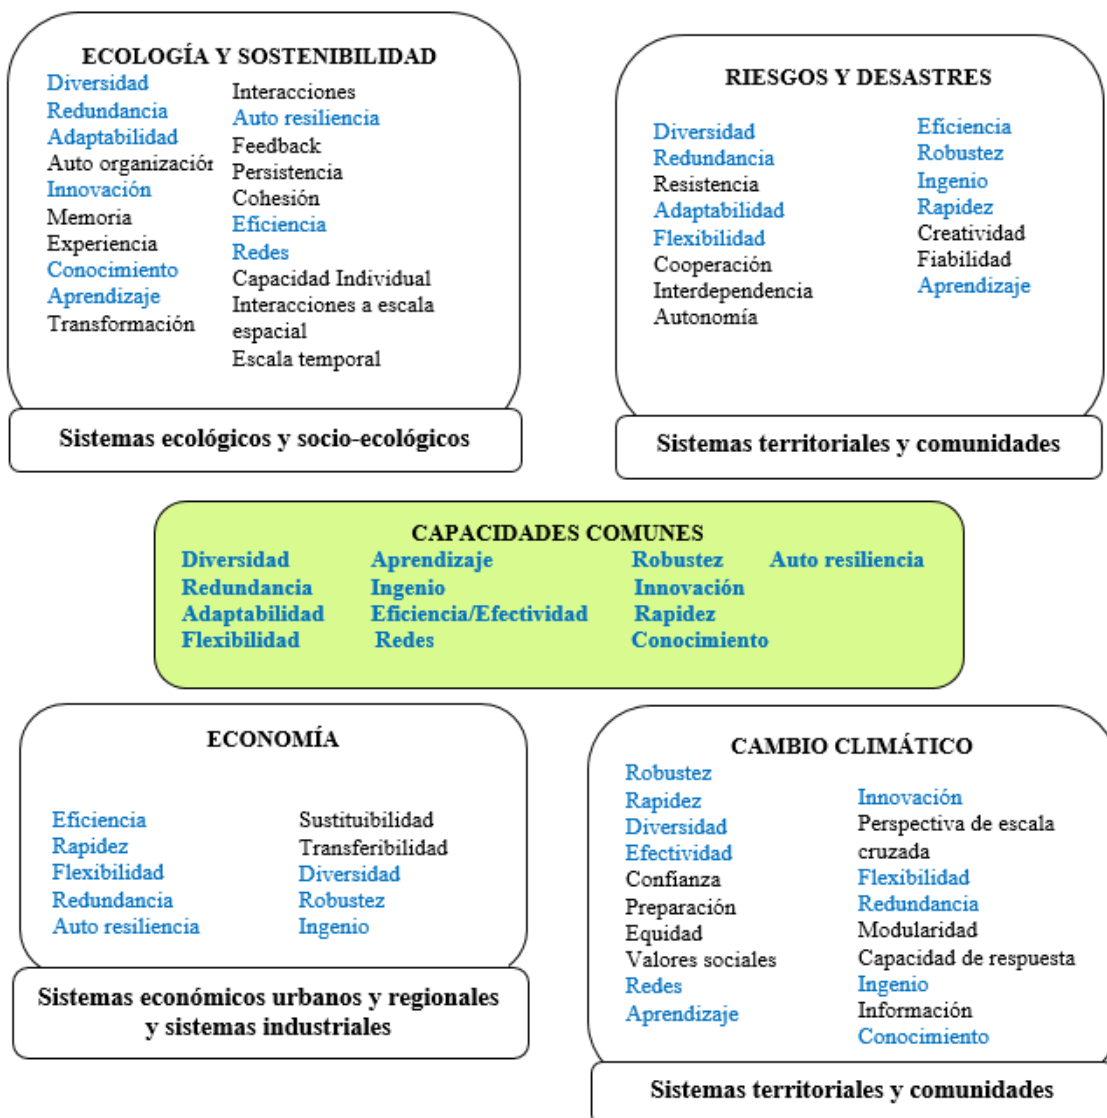 ECOLOGÍA Y SOSTENIBILIDAD
Diversidad
Redundancia
Adaptabilidad
Auto organización
Innovación
Memoria
Experiencia
Conocimiento
Aprendizaje
Transformación
Interacciones
Auto resiliencia
Feedback
Persistencia
Cohesión
Eficiencia
Redes
Capacidad Individual
Interacciones a escala
espacial
Escala temporal
Sistemas ecológicos y socio-ecológicos
RIESGOS Y DESASTRES
Diversidad
Redundancia
Resistencia
Adaptabilidad
Flexibilidad
Cooperación
Interdependencia
Autonomía
Eficiencia
Robustez
Ingenio
Rapidez
Creatividad
Fiabilidad
Aprendizaje
Sistemas territoriales y comunidades
CAPACIDADES COMUNES
Diversidad
Redundancia
Adaptabilidad
Flexibilidad
Aprendizaje
Ingenio
Eficiencia/Efectividad
Redes
Robustez
Innovación
Rapidez
Conocimiento
Auto resiliencia
ECONOMÍA
Eficiencia
Rapidez
Flexibilidad
Redundancia
Auto resiliencia
Sustituibilidad
Transferibilidad
Diversidad
Robustez
Ingenio
Sistemas económicos urbanos y regionales
y sistemas industriales
CAMBIO CLIMÁTICO
Robustez
Rapidez
Diversidad
Efectividad
Confianza
Preparación
Equidad
Valores sociales
Redes
Aprendizaje
Innovación
Perspectiva de escala
cruzada
Flexibilidad
Redundancia
Modularidad
Capacidad de respuesta
Ingenio
Información
Conocimiento
Sistemas territoriales y comunidades